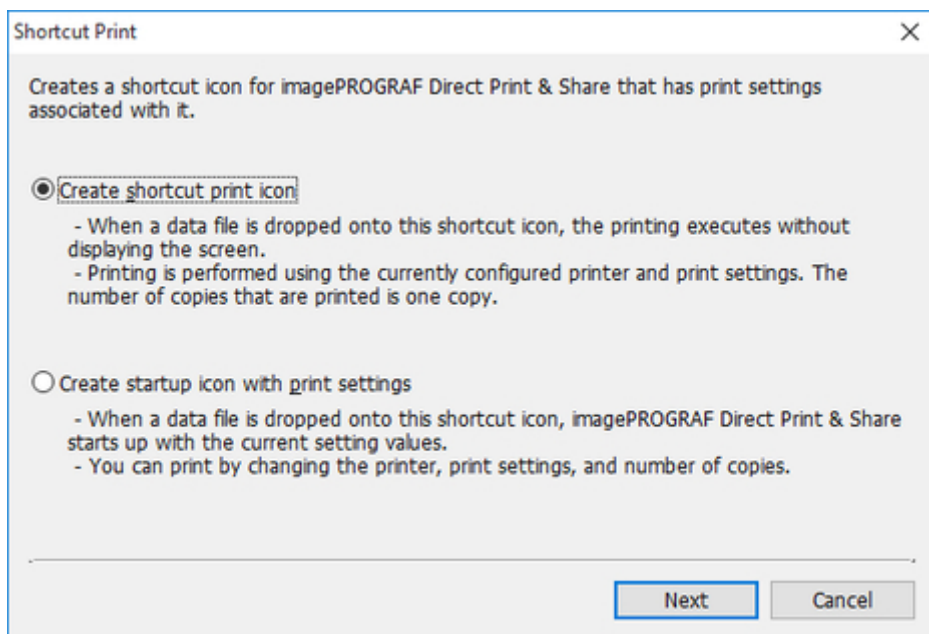 Shortcut Print
Creates a shortcut icon for imagePROGRAF Direct Print & Share that has print settings
associated with it.
Create shortcut print icon
- When a data file is dropped onto this shortcut icon, the printing executes without
displaying the screen.
- Printing is performed using the currently configured printer and print settings. The
number of copies that are printed is one copy.
Create startup icon with print settings
- When a data file is dropped onto this shortcut icon, imagePROGRAF Direct Print & Share
starts up with the current setting values.
- You can print by changing the printer, print settings, and number of copies.
Next Cancel